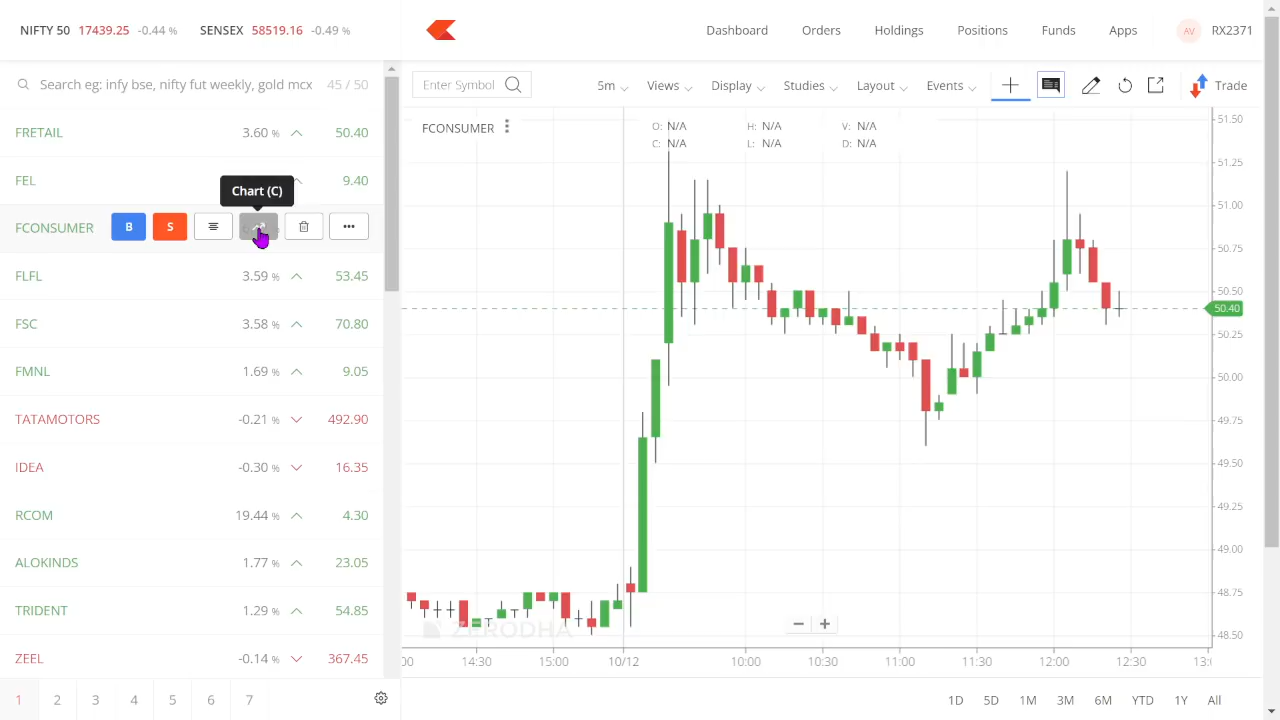 NIFTY 50 17439.25 -0.44 % SENSEX 58519.16 -0.49 %
Dashboard Orders Holdings Positions Funds Apps AV RX2371
Search eg: infy bse, nifty fut weekly, gold mcx 45 / 50
Enter Symbol 5m Views Display Studies Layout Events Trade
FRETAIL 3.60 % 50.40
FEL 9.40
Chart (C)
FCONSUMER B S
FLFL 3.59 % 53.45
FSC 3.58 % 70.80
FMNL 1.69 % 9.05
TATAMOTORS -0.21 % 492.90
IDEA -0.30 % 16.35
RCOM 19.44 % 4.30
ALOKINDS 1.77 % 23.05
TRIDENT 1.29 % 54.85
ZEEL -0.14 % 367.45
1 2 3 4 5 6 7
FCONSUMER
O: N/A H: N/A V: N/A
C: N/A L: N/A D: N/A
51.50
51.25
51.00
50.75
50.50
50.40
50.25
50.00
49.75
49.50
49.25
49.00
48.75
48.50
ZERODHA
:00 14:30 15:00 10/12 10:00 10:30 11:00 11:30 12:00 12:30 13:
1D 5D 1M 3M 6M YTD 1Y All